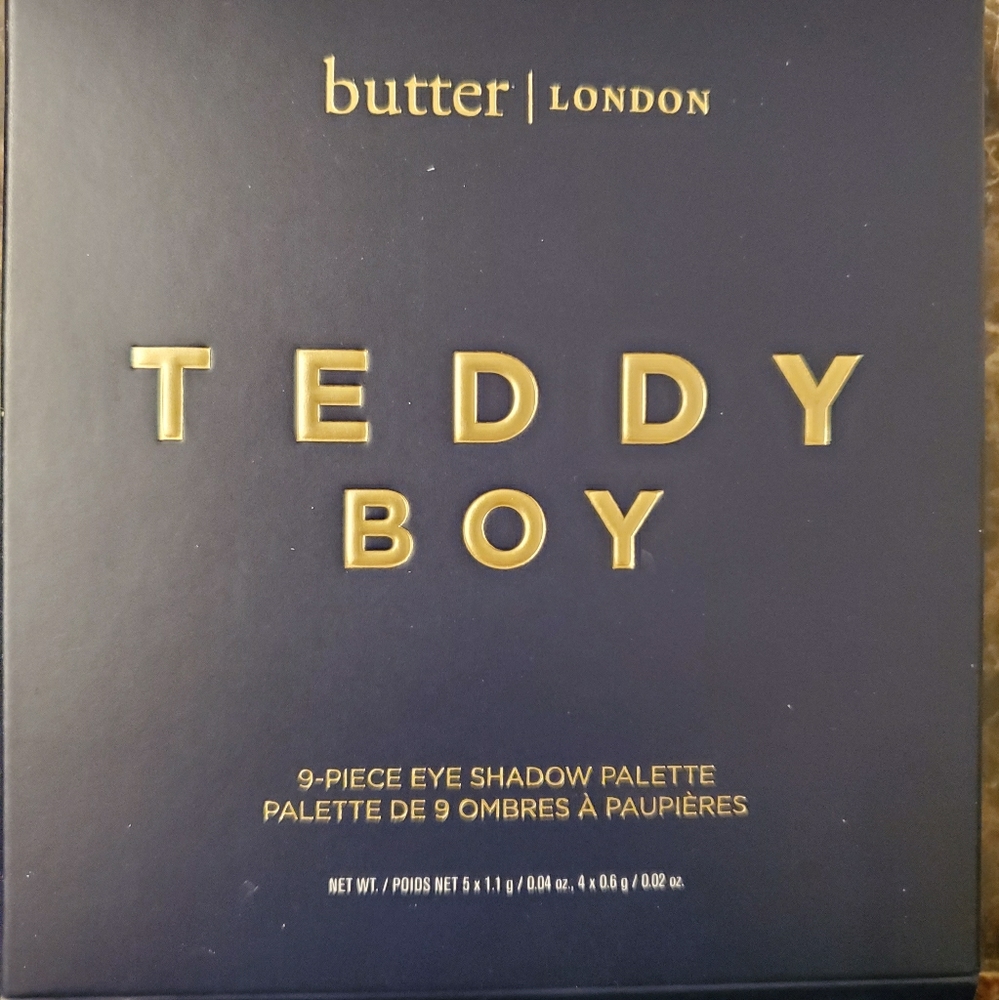 butter | LONDON
TEDDY
BOY
9-PIECE EYE SHADOW PALETTE
PALETTE DE 9 OMBRES À PAUPIÈRES
NET WT. / POIDS NET 5 x 1.1 g / 0.04 oz., 4 x 0.6 g / 0.02 oz.